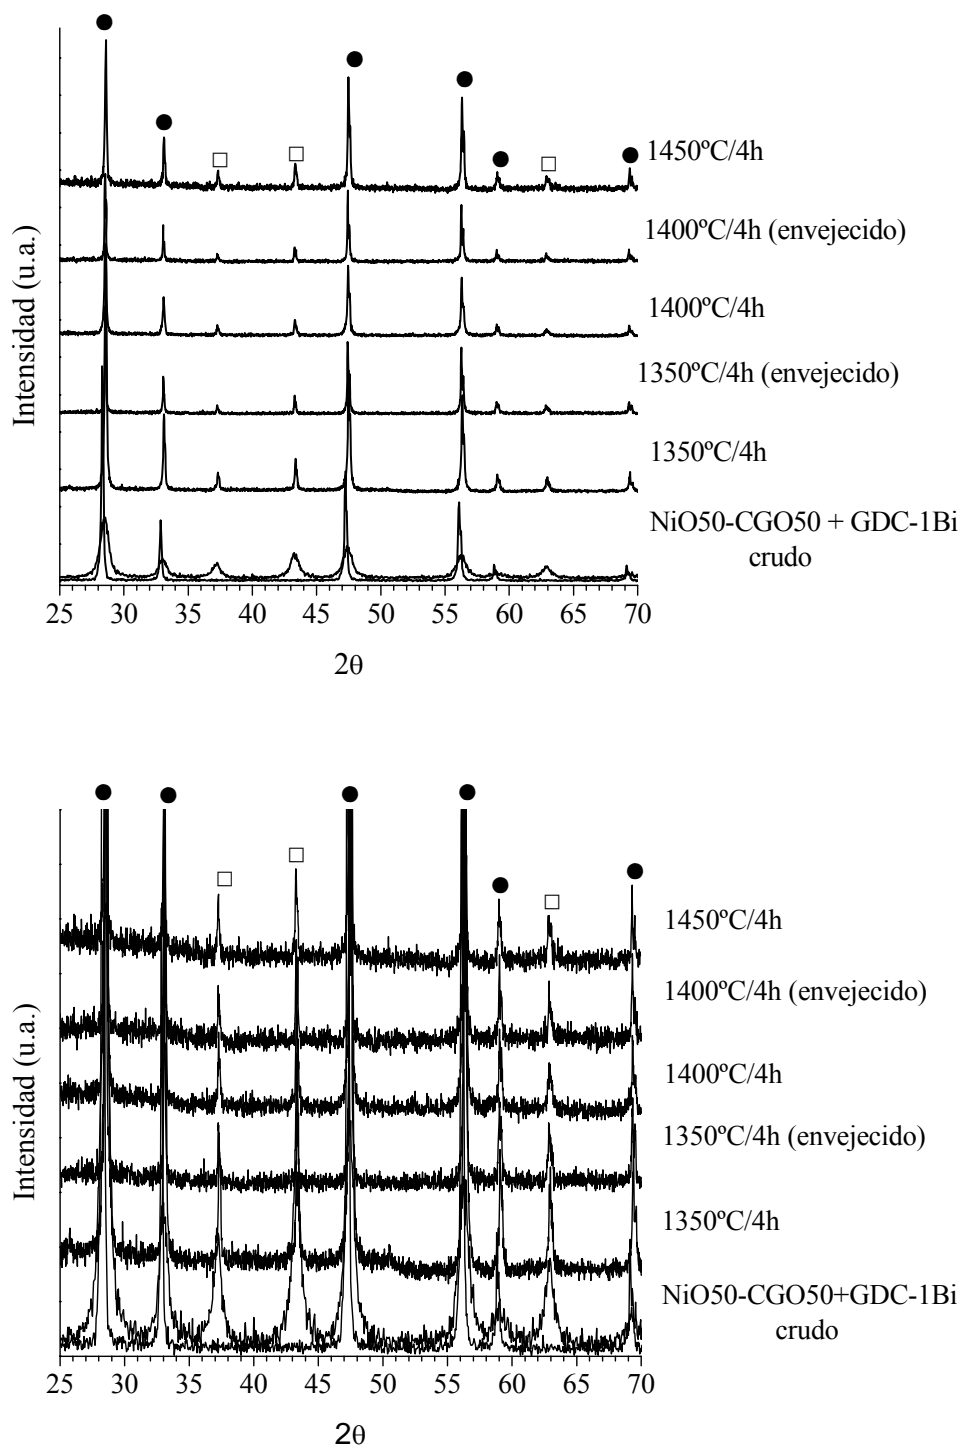 1450ºC/4h
1400ºC/4h (envejecido)
1400ºC/4h
1350ºC/4h (envejecido)
1350ºC/4h
NiO50-CGO50 + GDC-1Bi
crudo
Intensidad (u.a.)
25 30 35 40 45 50 55 60 65 70
2θ
1450ºC/4h
1400ºC/4h (envejecido)
1400ºC/4h
1350ºC/4h (envejecido)
1350ºC/4h
NiO50-CGO50+GDC-1Bi
crudo
Intensidad (u.a.)
25 30 35 40 45 50 55 60 65 70
2θ